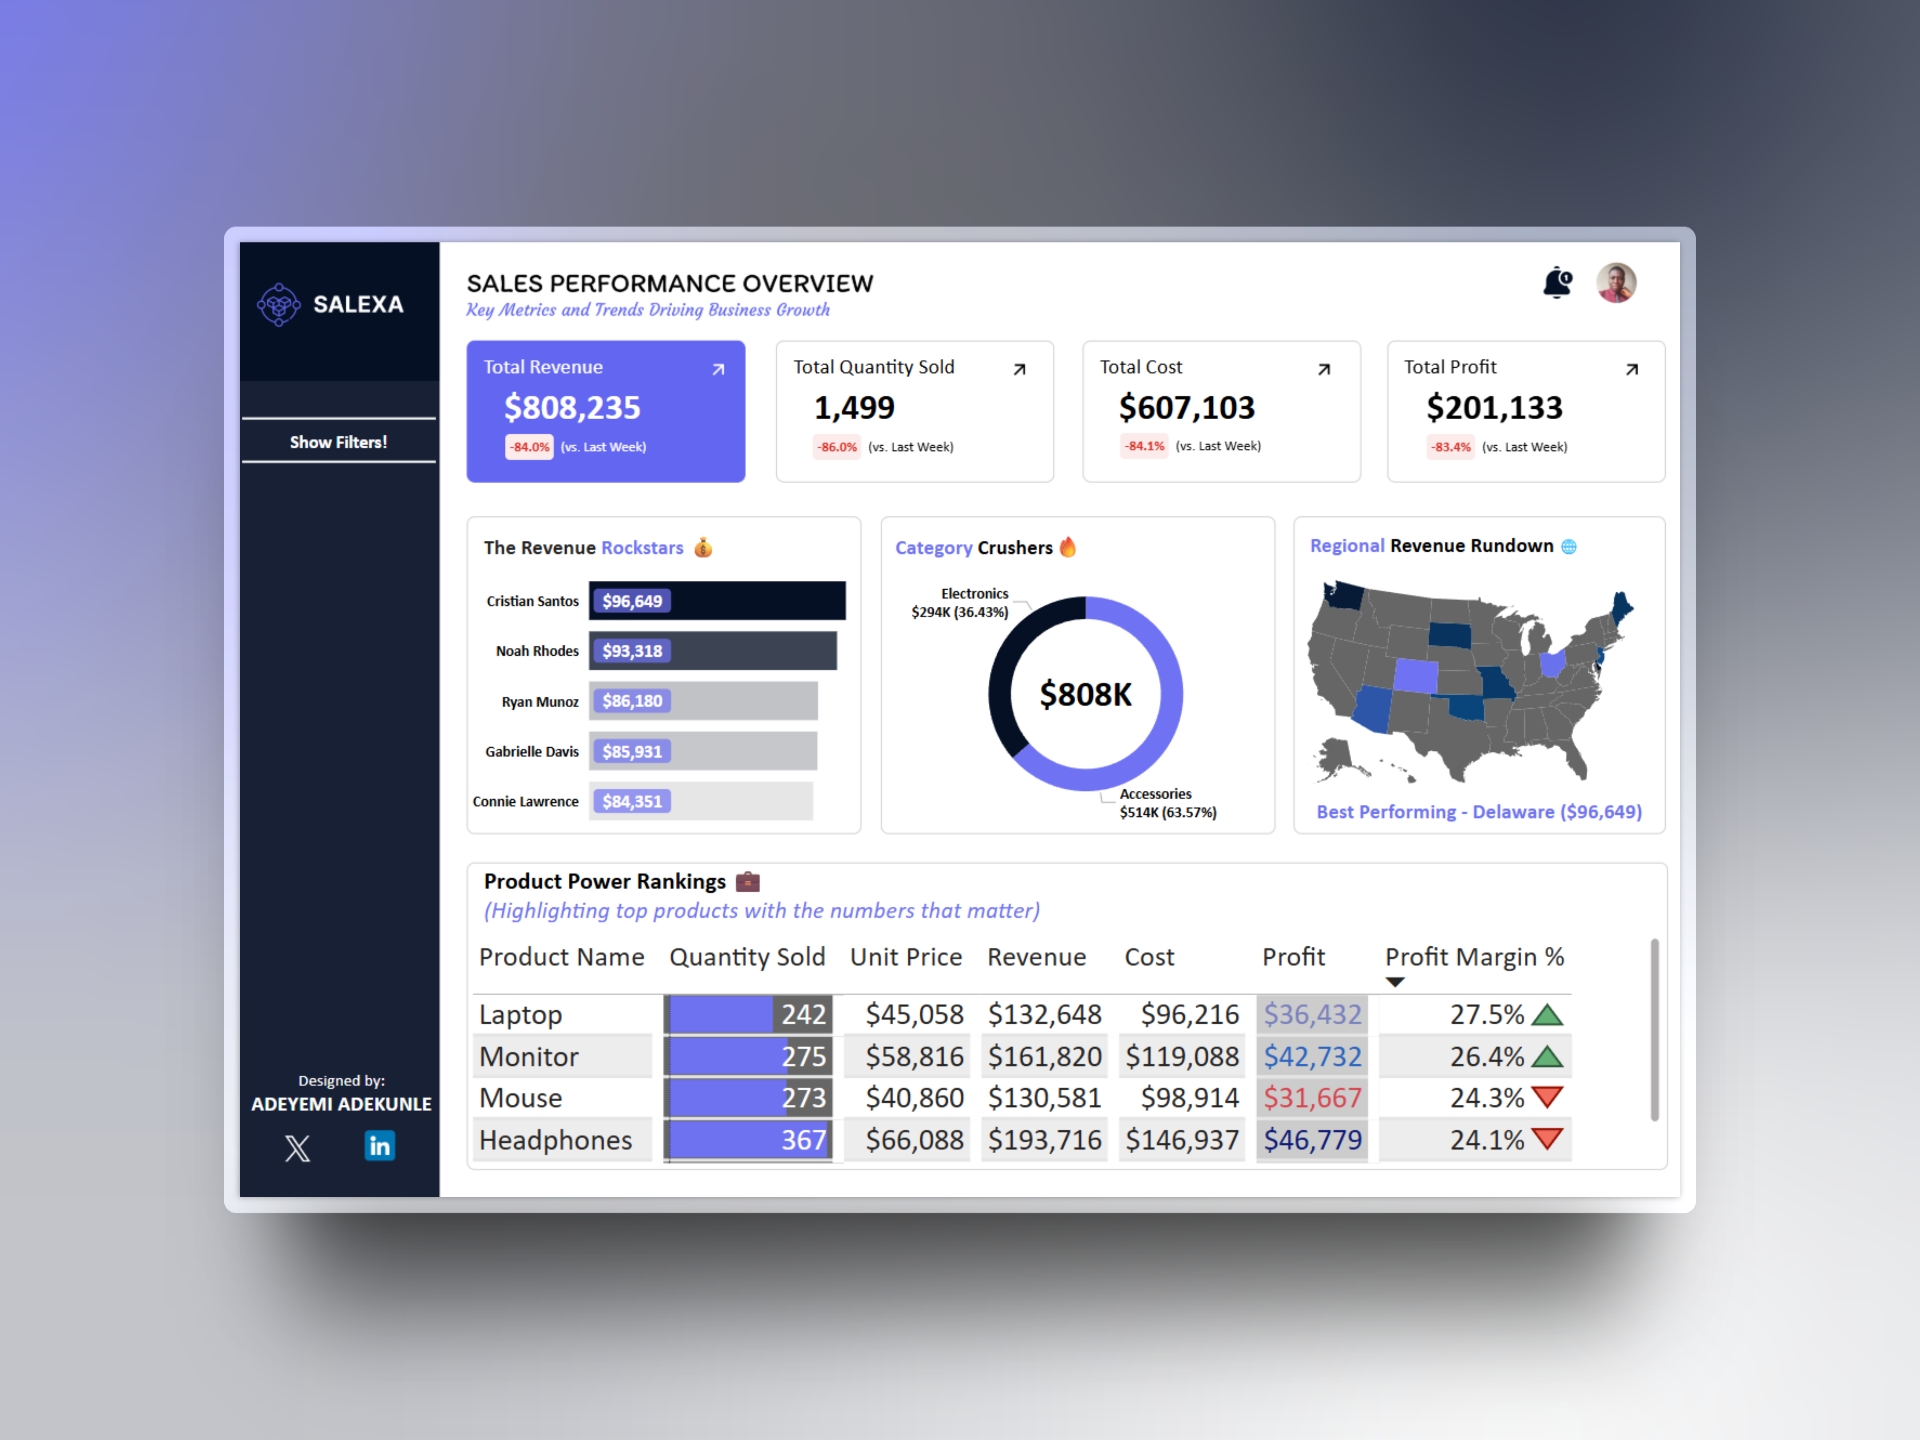 SALEXA
Show Filters!
Designed by:
ADEYEMI ADEKUNLE
X
in
SALES PERFORMANCE OVERVIEW
Key Metrics and Trends Driving Business Growth
1
Total Revenue
$808,235
-84.0% (vs. Last Week)
Total Quantity Sold
1,499
-86.0% (vs. Last Week)
Total Cost
$607,103
-84.1% (vs. Last Week)
Total Profit
$201,133
-83.4% (vs. Last Week)
The Revenue Rockstars 💰
Cristian Santos $96,649
Noah Rhodes $93,318
Ryan Munoz $86,180
Gabrielle Davis $85,931
Connie Lawrence $84,351
Category Crushers 🔥
Electronics
$294K (36.43%)
$808K
Accessories
$514K (63.57%)
Regional Revenue Rundown 🌐
Best Performing - Delaware ($96,649)
Product Power Rankings 💼
(Highlighting top products with the numbers that matter)
Product Name Quantity Sold Unit Price Revenue Cost Profit Profit Margin %
Laptop 242 $45,058 $132,648 $96,216 $36,432 27.5%
Monitor 275 $58,816 $161,820 $119,088 $42,732 26.4%
Mouse 273 $40,860 $130,581 $98,914 $31,667 24.3%
Headphones 367 $66,088 $193,716 $146,937 $46,779 24.1%